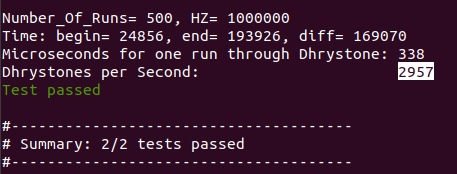 Number_Of_Runs= 500, HZ= 1000000
Time: begin= 24856, end= 193926, diff= 169070
Microseconds for one run through Dhrystone: 338
Dhrystones per Second:                      2957
Test passed
#-------------------------------------
# Summary: 2/2 tests passed
#-------------------------------------